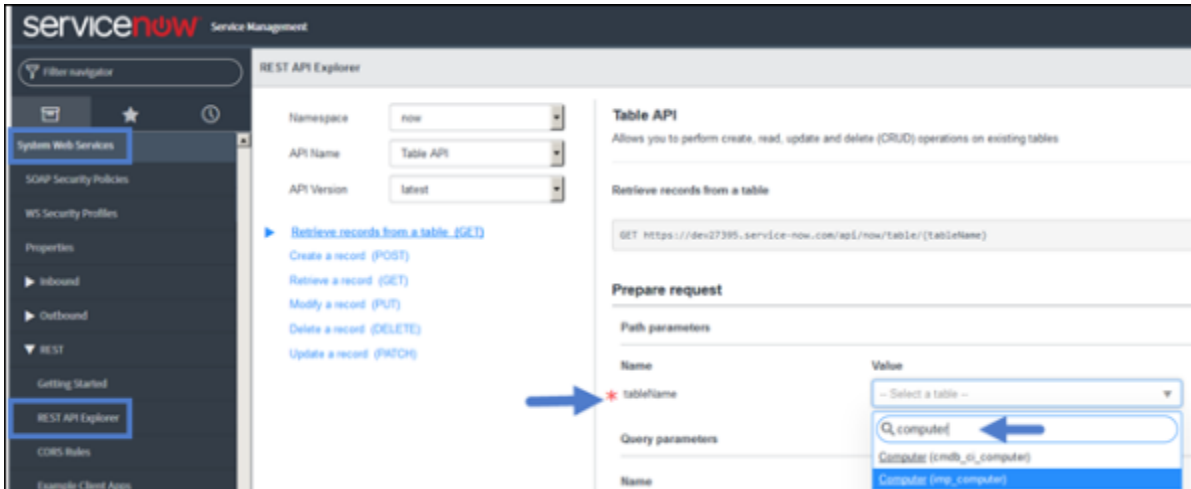 servicenow Service Management
Filter navigator
REST API Explorer
System Web Services
SOAP Security Policies
WS Security Profiles
Properties
Inbound
Outbound
REST
Getting Started
REST API Explorer
CORS Rules
Example Client Apps
Namespace now
API Name Table API
API Version latest
Retrieve records from a table (GET)
Create a record (POST)
Retrieve a record (GET)
Modify a record (PUT)
Delete a record (DELETE)
Update a record (PATCH)
Table API
Allows you to perform create, read, update and delete (CRUD) operations on existing tables
Retrieve records from a table
GET https://dev27395.service-now.com/api/now/table/{tableName}
Prepare request
Path parameters
Name Value
* tableName -- Select a table --
computer
Computer (cmdb_ci_computer)
Computer (imp_computer)
Query parameters
Name